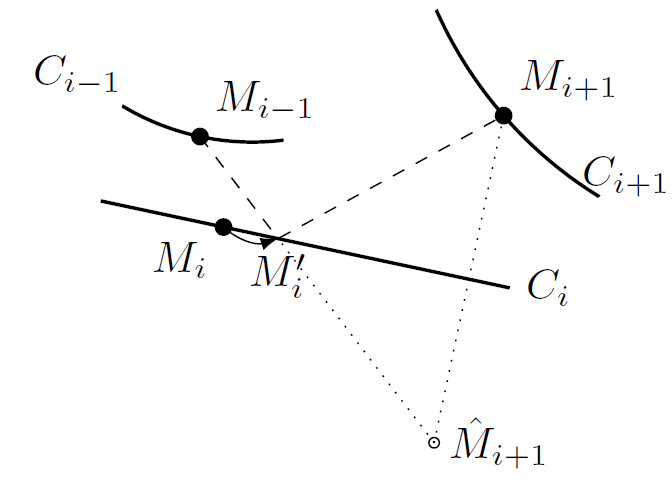 C_{i-1}
M_{i-1}
M_{i+1}
C_{i+1}
M_i
M'_i
C_i
\hat{M}_{i+1}